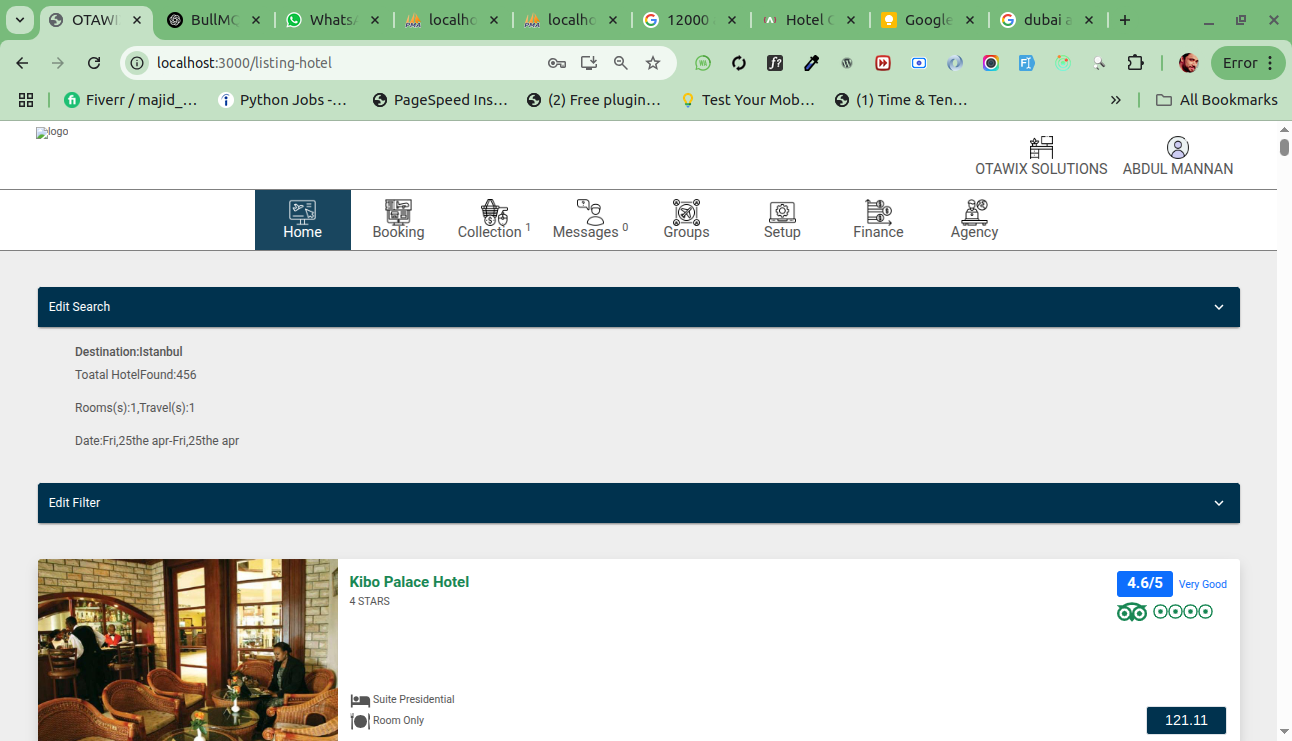 OTAWI
BullMC
Whats
localho
localho
12000
Hotel C
Google
dubai a
localhost:3000/listing-hotel
Error
Fiverr / majid_...
Python Jobs -...
PageSpeed Ins...
(2) Free plugin...
Test Your Mob...
(1) Time & Ten...
All Bookmarks
logo
OTAWIX SOLUTIONS
ABDUL MANNAN
Home
Booking
Collection 1
Messages 0
Groups
Setup
Finance
Agency
Edit Search
Destination:Istanbul
Toatal HotelFound:456
Rooms(s):1,Travel(s):1
Date:Fri,25the apr-Fri,25the apr
Edit Filter
Kibo Palace Hotel
4 STARS
4.6/5 Very Good
Suite Presidential
Room Only
121.11